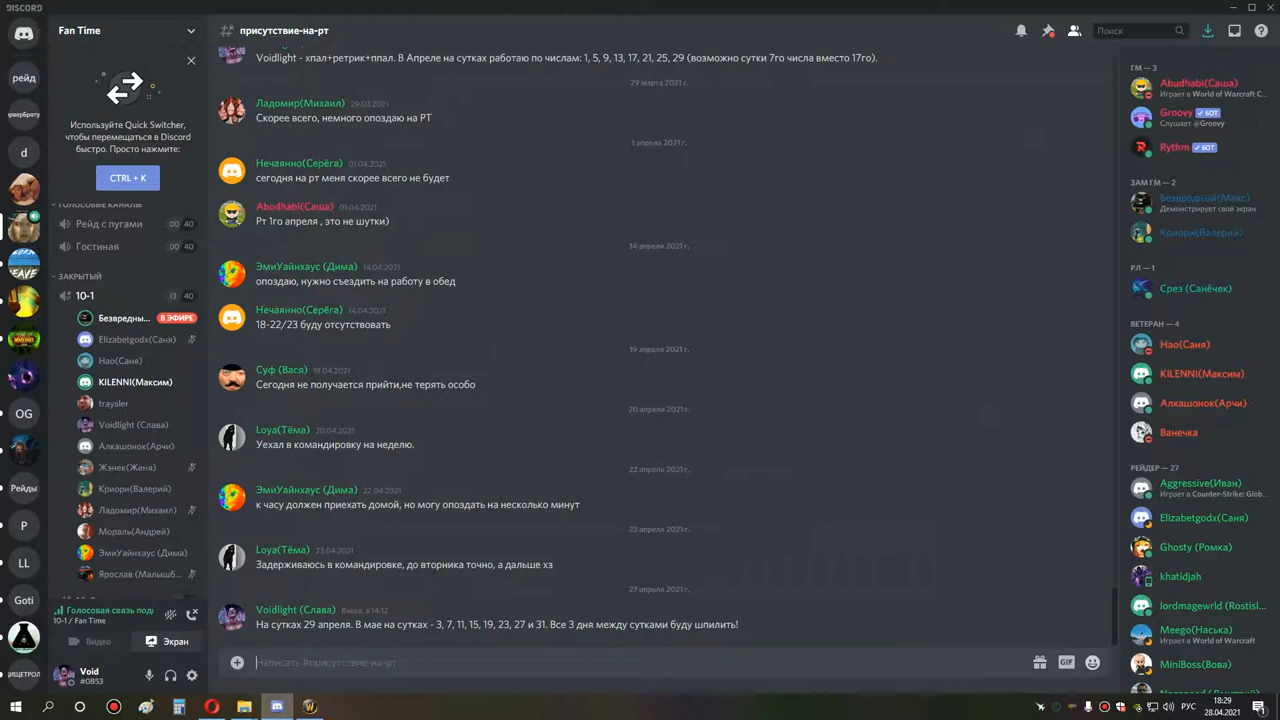 DISCORD
Fan Time
присутствие-на-рт
Поиск
рейд
d
OG
Рейды
P
LL
Goti
Используйте Quick Switcher,
чтобы перемещаться в Discord
быстро. Просто нажмите:
CTRL + K
ГОЛОСОВЫЕ КАНАЛЫ
Рейд с пугами 00 40
Гостиная 00 40
ЗАКРЫТЫЙ
10-1 13 40
Безвредны... В ЭФИРЕ
Elizabetgodx(Саня)
Нао(Саня)
KILENNI(Максим)
traysler
Voidlight (Слава)
Алкашонок(Арчи)
Жэнек(Женя)
Криори(Валерий)
Ладомир(Михаил)
Мораль(Андрей)
ЭмиУайнхаус (Дима)
Ярослав (Малышб...
Голосовая связь под
10-1 / Fan Time
Видео
Экран
Void
#0853
Voidlight - хпал+ретрик+ппал. В Апреле на сутках работаю по числам: 1, 5, 9, 13, 17, 21, 25, 29 (возможно сутки 7го числа вместо 17го).
29 марта 2021 г.
Ладомир(Михаил) 29.03.2021
Скорее всего, немного опоздаю на РТ
1 апреля 2021 г.
Нечаянно(Серёга) 01.04.2021
сегодня на рт меня скорее всего не будет
Abudhabi(Саша) 01.04.2021
Рт 1го апреля , это не шутки)
14 апреля 2021 г.
ЭмиУайнхаус (Дима) 14.04.2021
опоздаю, нужно съездить на работу в обед
Нечаянно(Серёга) 14.04.2021
18-22/23 буду отсутствовать
19 апреля 2021 г.
Суф (Вася) 19.04.2021
Сегодня не получается прийти,не терять особо
20 апреля 2021 г.
Loya(Тёма) 20.04.2021
Уехал в командировку на неделю.
22 апреля 2021 г.
ЭмиУайнхаус (Дима) 22.04.2021
к часу должен приехать домой, но могу опоздать на несколько минут
23 апреля 2021 г.
Loya(Тёма) 23.04.2021
Задерживаюсь в командировке, до вторника точно, а дальше хз
27 апреля 2021 г.
Voidlight (Слава) Вчера, в 14:12
На сутках 29 апреля. В мае на сутках - 3, 7, 11, 15, 19, 23, 27 и 31. Все 3 дня между сутками буду шпилить!
Написать #присутствие-на-рт
GIF
ГМ — 3
Abudhabi(Саша)
Играет в World of Warcraft C...
Groovy БОТ
Слушает @Groovy
Rythm БОТ
ЗАМ ГМ — 2
Безвредный(Макс)
Демонстрирует свой экран
Криори(Валерий)
РЛ — 1
Срез (Санёчек)
ВЕТЕРАН — 4
Нао(Саня)
KILENNI(Максим)
Алкашонок(Арчи)
Ванечка
РЕЙДЕР — 27
Aggressive(Иван)
Играет в Counter-Strike: Glob...
Elizabetgodx(Саня)
Ghosty (Ромка)
khatidjah
lordmagewrld (Rostisl...
Meego(Наська)
Играет в World of Warcraft
MiniBoss(Вова)
РУС
18:29
28.04.2021